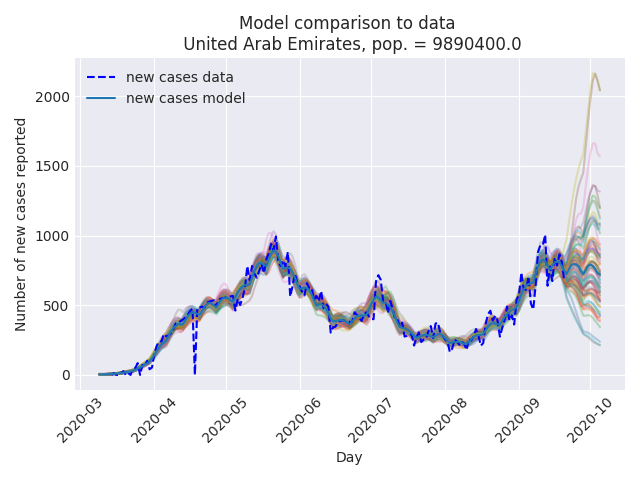 Model comparison to data
United Arab Emirates, pop. = 9890400.0
new cases data
new cases model
Number of new cases reported
2000
1500
1000
500
0
2020-03
2020-04
2020-05
2020-06
2020-07
2020-08
2020-09
2020-10
Day